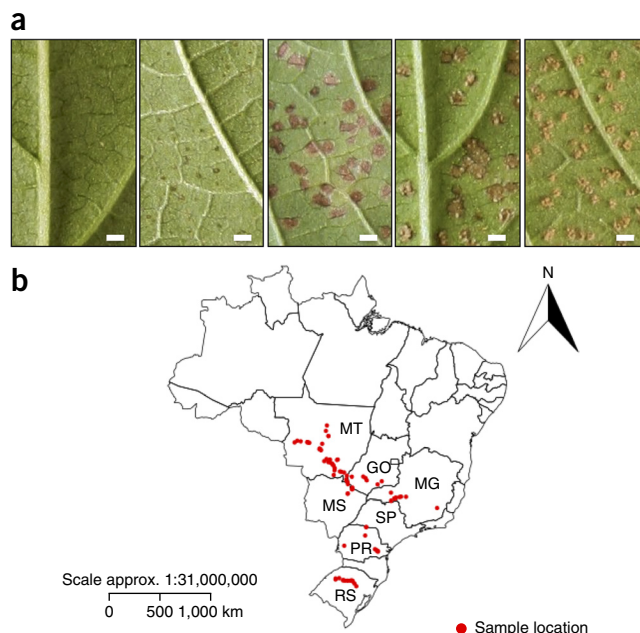 a
b
N
MT
GO
MG
MS
SP
PR
Scale approx. 1:31,000,000
0 500 1,000 km
RS
Sample location